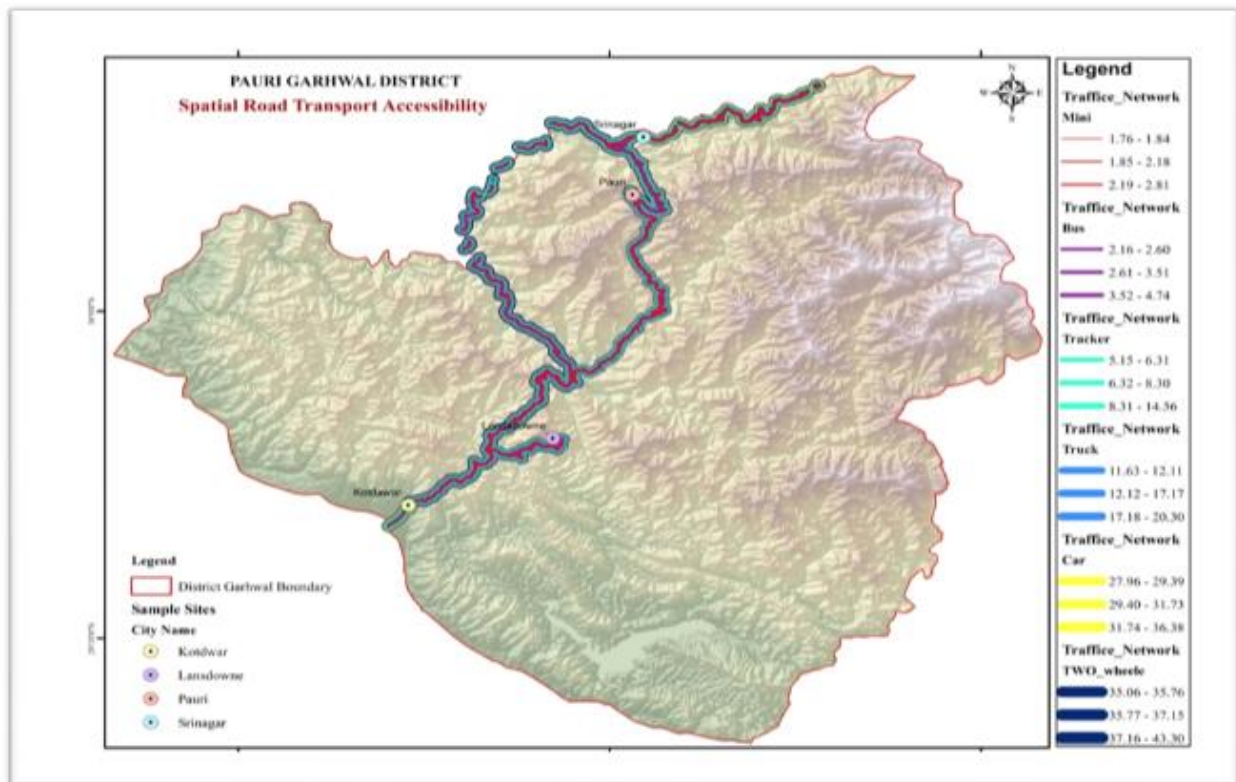 PAURI GARHWAL DISTRICT
Spatial Road Transport Accessibility
N
W
E
S
Srinagar
Pauri
Lansdowne
Kotdwar
Legend
District Garhwal Boundary
Sample Sites
City Name
Kotdwar
Lansdowne
Pauri
Srinagar
Legend
Traffice_Network
Mini
1.76 - 1.84
1.85 - 2.18
2.19 - 2.81
Traffice_Network
Bus
2.16 - 2.60
2.61 - 3.51
3.52 - 4.74
Traffice_Network
Tracker
5.15 - 6.31
6.32 - 8.30
8.31 - 14.56
Traffice_Network
Truck
11.63 - 12.11
12.12 - 17.17
17.18 - 20.30
Traffice_Network
Car
27.96 - 29.39
29.40 - 31.73
31.74 - 36.38
Traffice_Network
TWO_wheele
35.06 - 35.76
35.77 - 37.15
37.16 - 43.30